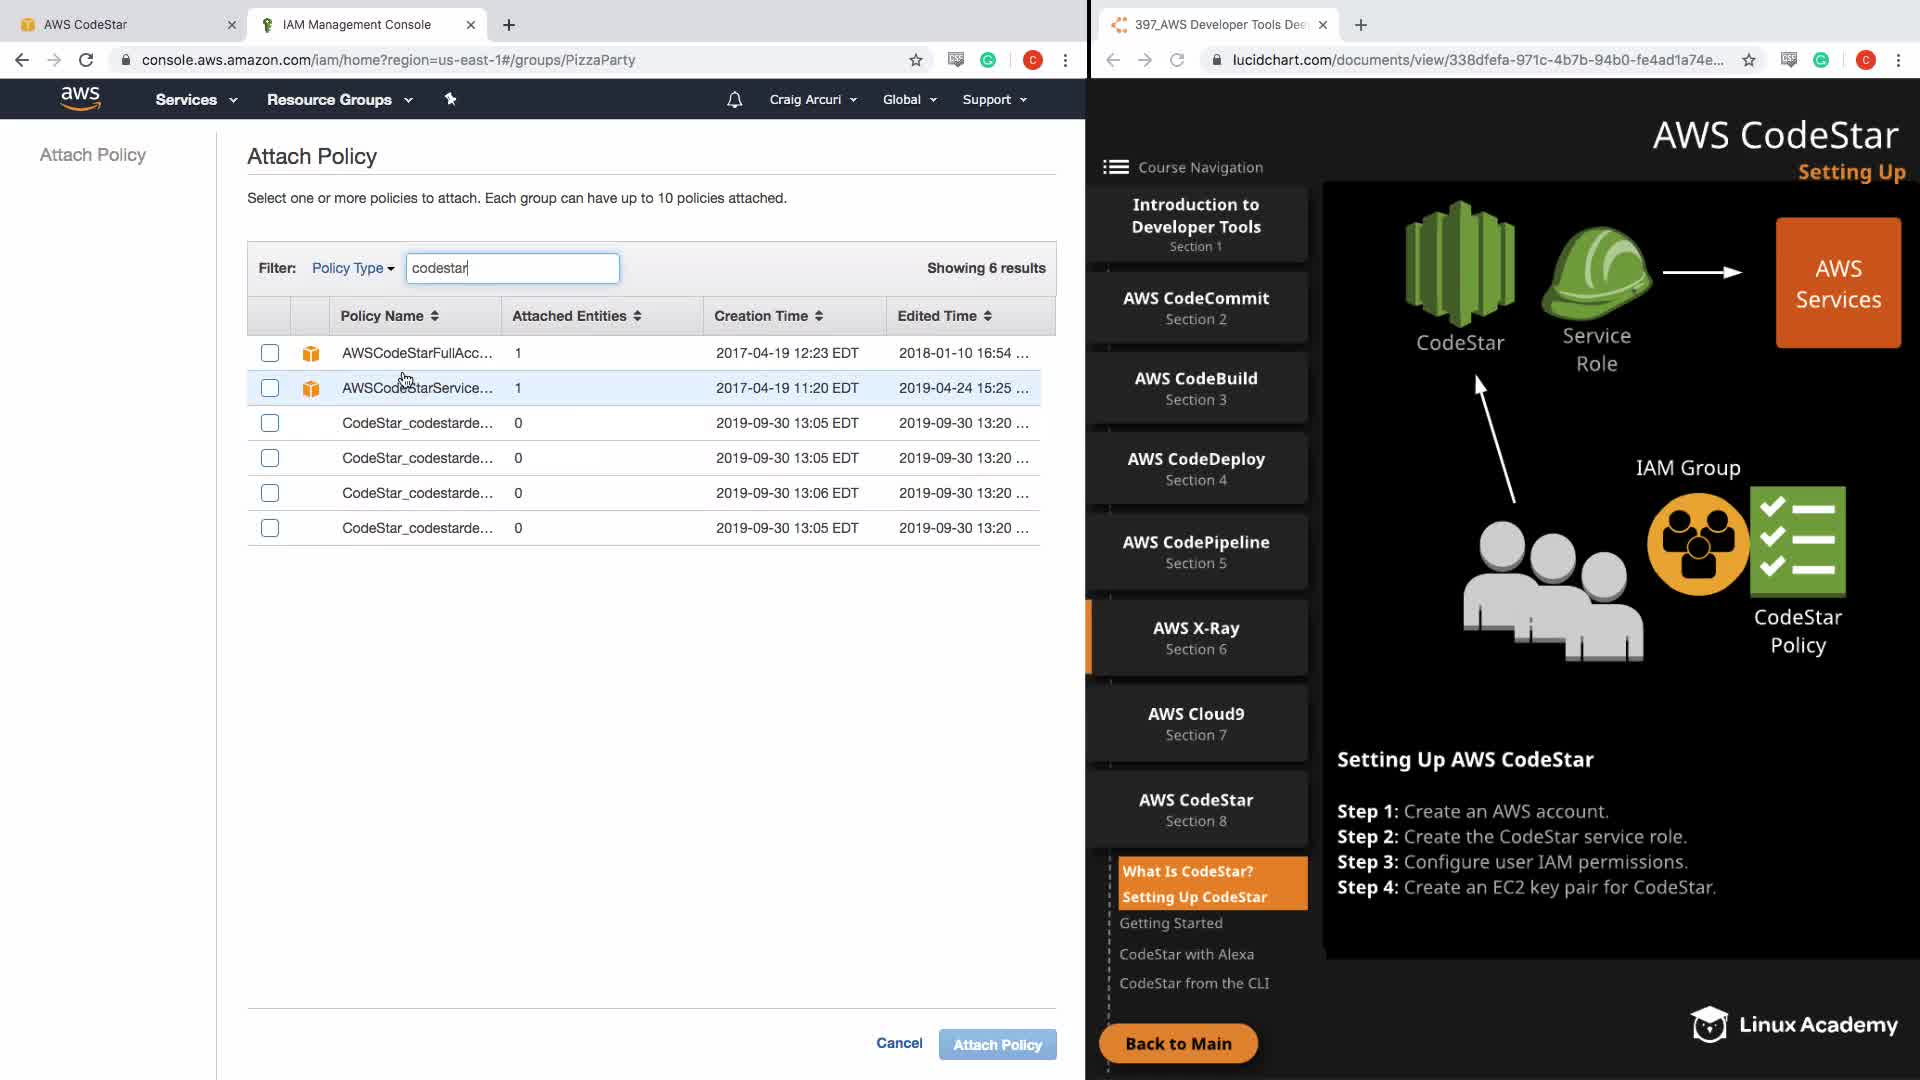 AWS CodeStar
IAM Management Console
console.aws.amazon.com/iam/home?region=us-east-1#/groups/PizzaParty
aws
Services
Resource Groups
Craig Arcuri
Global
Support
Attach Policy
Attach Policy
Select one or more policies to attach. Each group can have up to 10 policies attached.
Filter: Policy Type codestar Showing 6 results
Policy Name Attached Entities Creation Time Edited Time
AWSCodeStarFullAcc... 1 2017-04-19 12:23 EDT 2018-01-10 16:54 ...
AWSCodeStarService... 1 2017-04-19 11:20 EDT 2019-04-24 15:25 ...
CodeStar_codestarde... 0 2019-09-30 13:05 EDT 2019-09-30 13:20 ...
CodeStar_codestarde... 0 2019-09-30 13:05 EDT 2019-09-30 13:20 ...
CodeStar_codestarde... 0 2019-09-30 13:06 EDT 2019-09-30 13:20 ...
CodeStar_codestarde... 0 2019-09-30 13:05 EDT 2019-09-30 13:20 ...
Cancel
Attach Policy
397_AWS Developer Tools Dee
lucidchart.com/documents/view/338dfefa-971c-4b7b-94b0-fe4ad1a74e...
C
C
AWS CodeStar
Setting Up
Course Navigation
Introduction to
Developer Tools
Section 1
AWS CodeCommit
Section 2
AWS CodeBuild
Section 3
AWS CodeDeploy
Section 4
AWS CodePipeline
Section 5
AWS X-Ray
Section 6
AWS Cloud9
Section 7
AWS CodeStar
Section 8
What Is CodeStar?
Setting Up CodeStar
Getting Started
CodeStar with Alexa
CodeStar from the CLI
Back to Main
CodeStar
Service
Role
AWS
Services
IAM Group
CodeStar
Policy
Setting Up AWS CodeStar
Step 1: Create an AWS account.
Step 2: Create the CodeStar service role.
Step 3: Configure user IAM permissions.
Step 4: Create an EC2 key pair for CodeStar.
Linux Academy